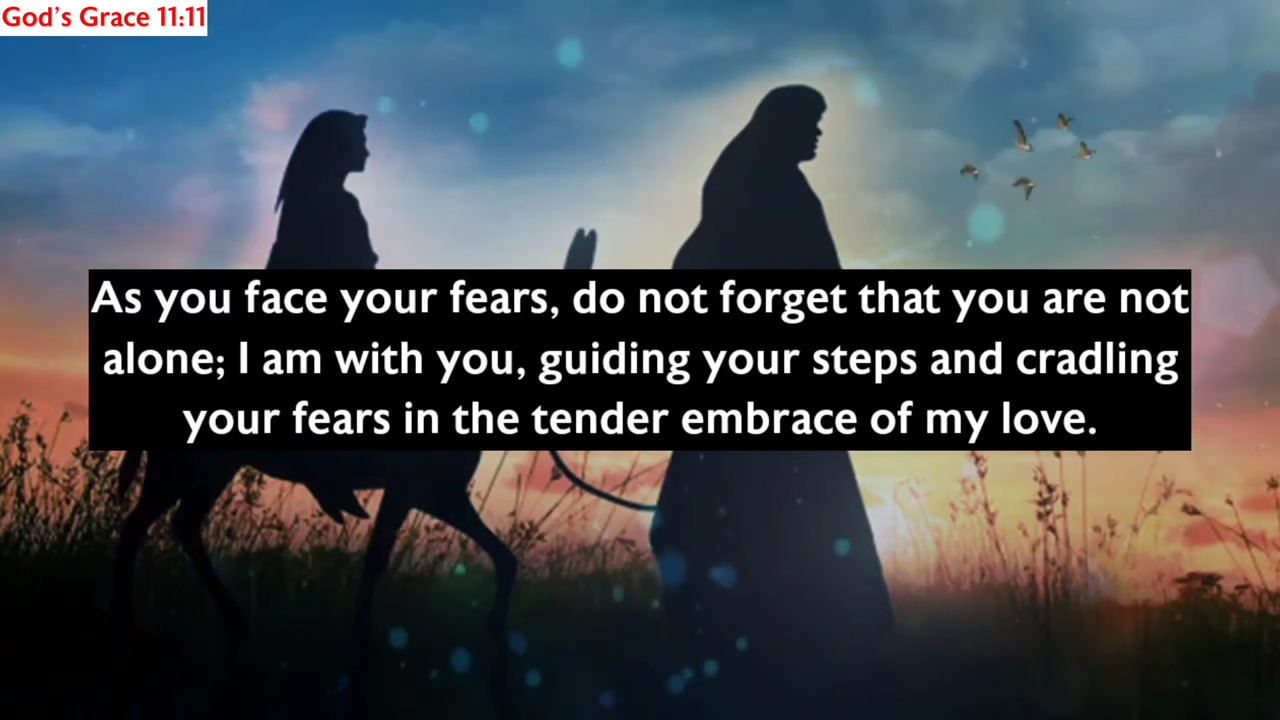 God's Grace 11:11
As you face your fears, do not forget that you are not
alone; I am with you, guiding your steps and cradling
your fears in the tender embrace of my love.